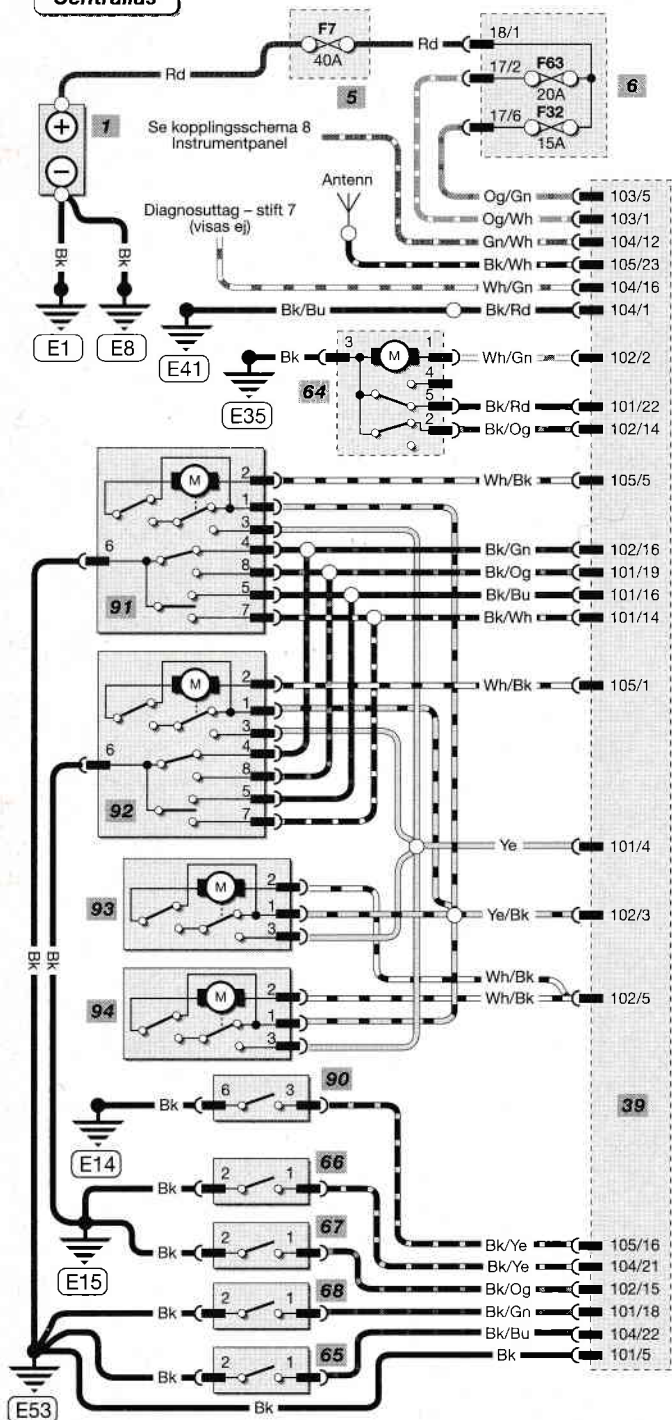 Centrallås
F7
40A
Rd
18/1
17/2
F63
20A
17/6
F32
15A
6
5
Rd
1
Se kopplingsschema 8
Instrumentpanel
Antenn
Diagnosuttag – stift 7
(visas ej)
Og/Gn
103/5
Og/Wh
103/1
Gn/Wh
104/12
Bk/Wh
105/23
Wh/Gn
104/16
Bk/Bu
Bk/Rd
104/1
Bk
Bk
E1
E8
E41
Bk
3
M
1
4
5
2
Wh/Gn
102/2
64
E35
Bk/Rd
101/22
Bk/Og
102/14
M
2
1
3
4
8
5
7
6
91
Wh/Bk
105/5
Bk/Gn
102/16
Bk/Og
101/19
Bk/Bu
101/16
Bk/Wh
101/14
M
2
1
3
4
8
5
7
6
92
Wh/Bk
105/1
Ye
101/4
93
M
2
1
3
Ye/Bk
102/3
Bk
Bk
Wh/Bk
Wh/Bk
102/5
94
M
2
1
3
39
90
Bk
6
3
E14
66
Bk
2
1
67
Bk
2
1
E15
68
Bk
2
1
65
Bk
2
1
Bk/Ye
105/16
Bk/Ye
104/21
Bk/Og
102/15
Bk/Gn
101/18
Bk/Bu
104/22
Bk
101/5
E53
Bk